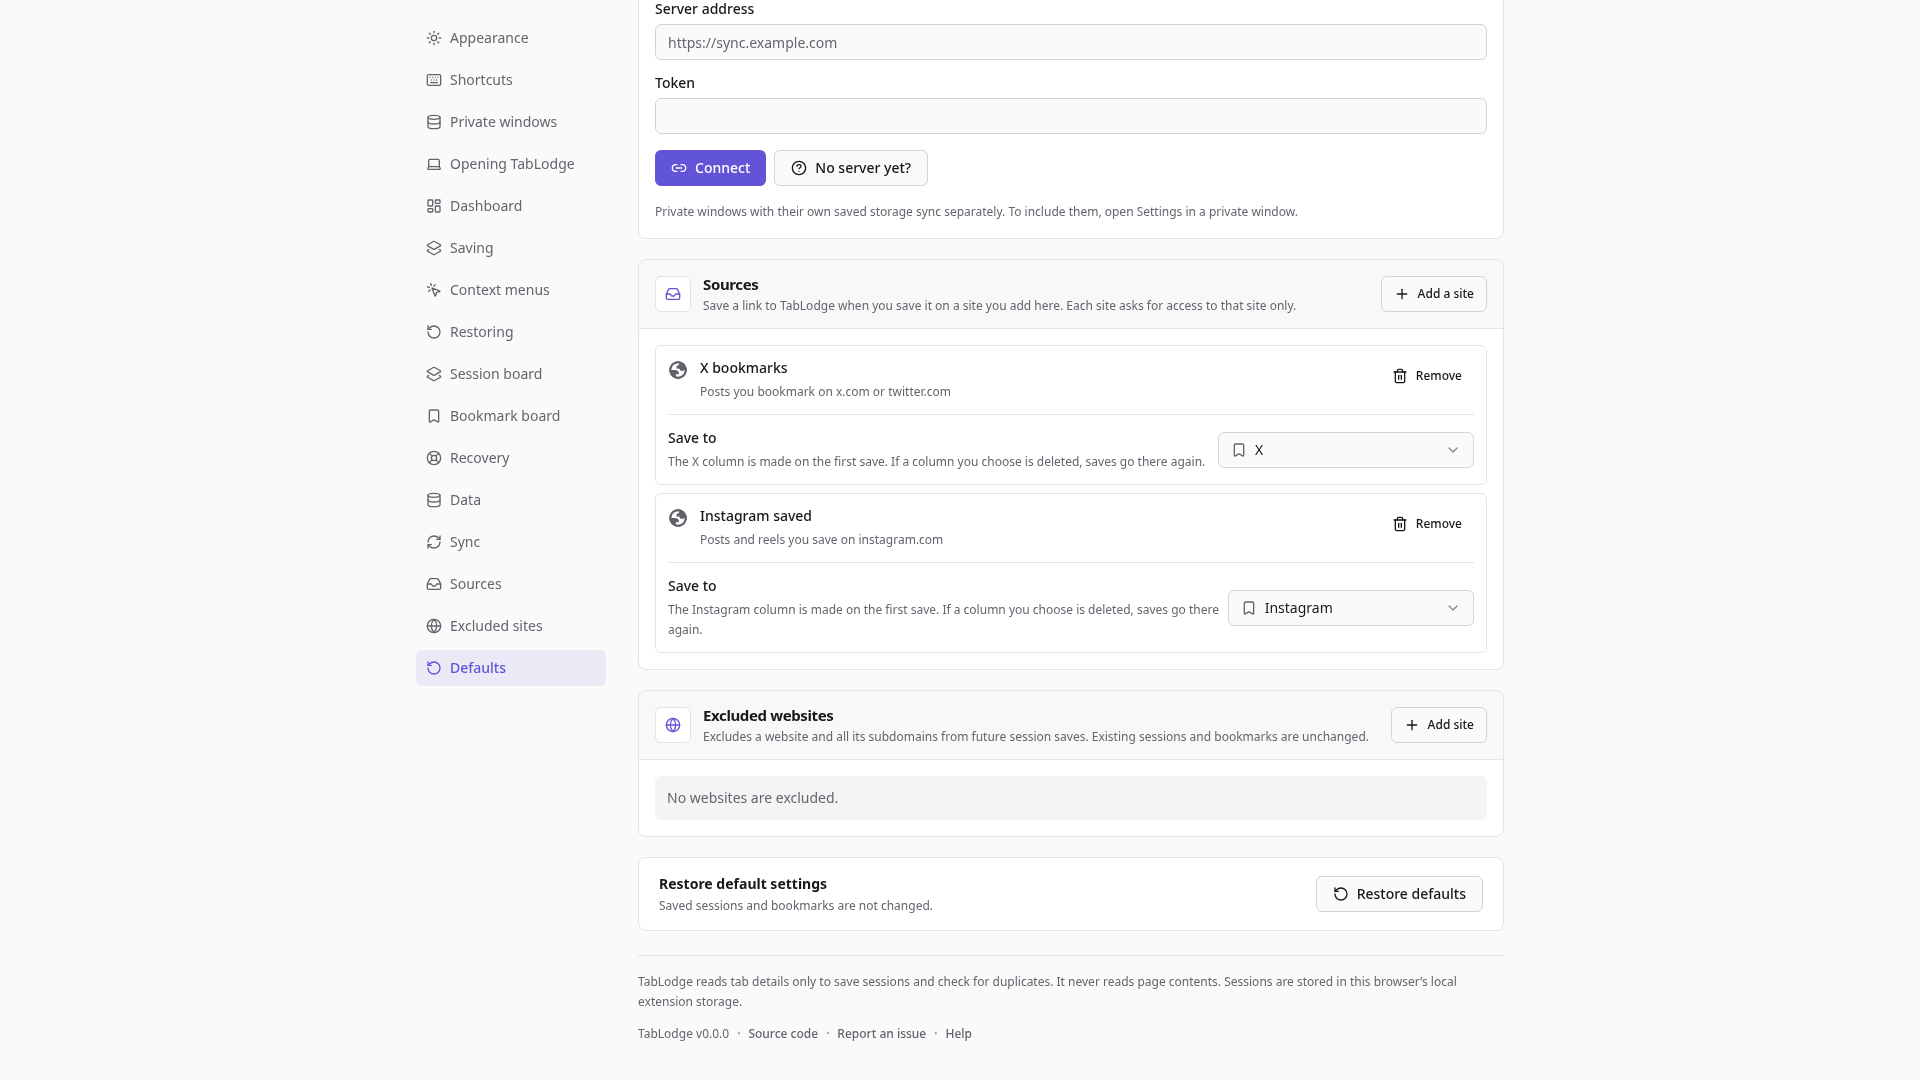 Appearance
Shortcuts
Private windows
Opening TabLodge
Dashboard
Saving
Context menus
Restoring
Session board
Bookmark board
Recovery
Data
Sync
Sources
Excluded sites
Defaults
Server address
https://sync.example.com
Token
Connect
No server yet?
Private windows with their own saved storage sync separately. To include them, open Settings in a private window.
Sources
Save a link to TabLodge when you save it on a site you add here. Each site asks for access to that site only.
Add a site
X bookmarks
Posts you bookmark on x.com or twitter.com
Remove
Save to
The X column is made on the first save. If a column you choose is deleted, saves go there again.
X
Instagram saved
Posts and reels you save on instagram.com
Remove
Save to
The Instagram column is made on the first save. If a column you choose is deleted, saves go there
again.
Instagram
Excluded websites
Excludes a website and all its subdomains from future session saves. Existing sessions and bookmarks are unchanged.
Add site
No websites are excluded.
Restore default settings
Saved sessions and bookmarks are not changed.
Restore defaults
TabLodge reads tab details only to save sessions and check for duplicates. It never reads page contents. Sessions are stored in this browser’s local
extension storage.
TabLodge v0.0.0 · Source code · Report an issue · Help